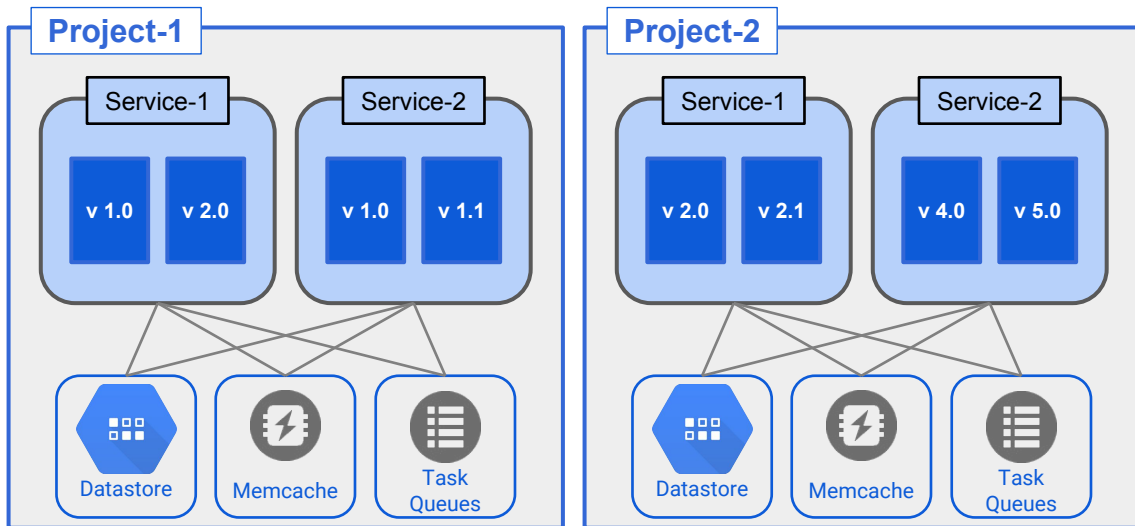 Project-1
Service-1
Service-2
v 1.0
v 2.0
v 1.0
v 1.1
Datastore
Memcache
Task
Queues
Project-2
Service-1
Service-2
v 2.0
v 2.1
v 4.0
v 5.0
Datastore
Memcache
Task
Queues